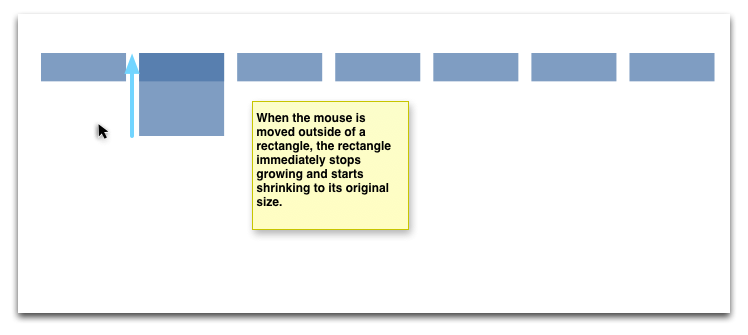 When the mouse is
moved outside of a
rectangle, the rectangle
immediately stops
growing and starts
shrinking to its original
size.